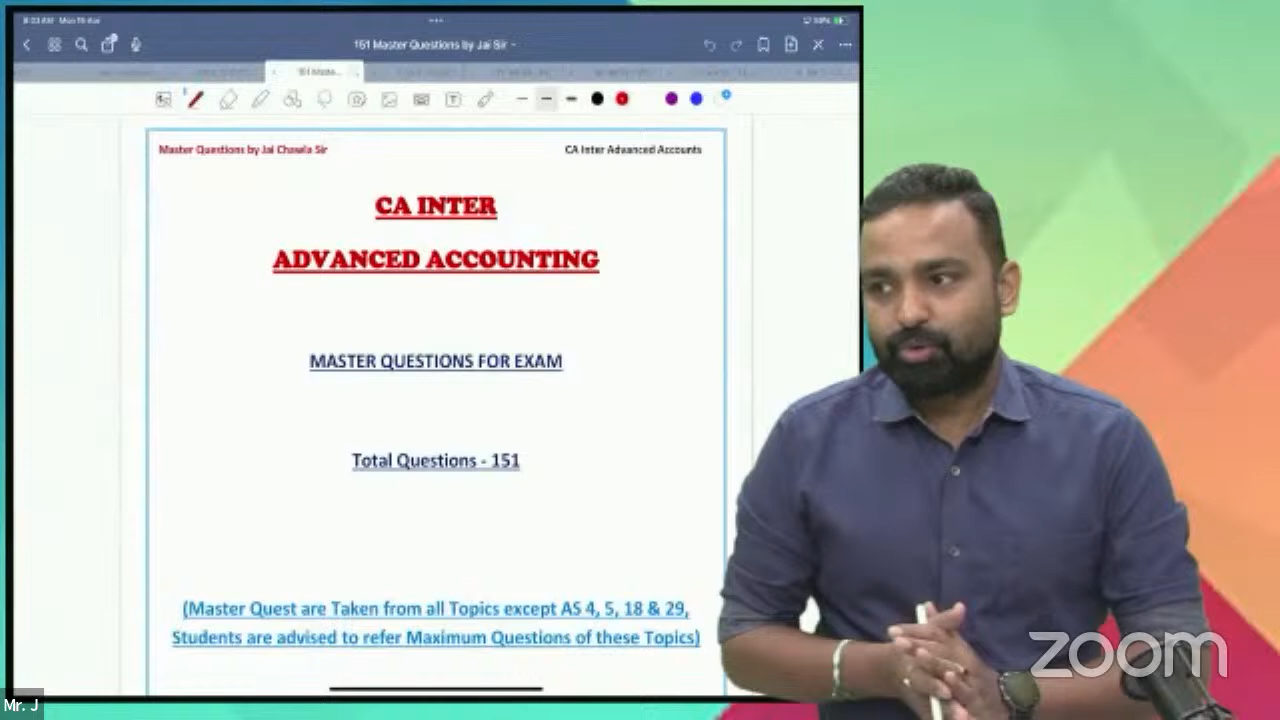 151 Master Questions by Jai Sir
151 Maste...
Master Questions by Jai Chawla Sir
CA Inter Advanced Accounts
CA INTER
ADVANCED ACCOUNTING
MASTER QUESTIONS FOR EXAM
Total Questions - 151
(Master Quest are Taken from all Topics except AS 4, 5, 18 & 29,
Students are advised to refer Maximum Questions of these Topics)
zoom
Mr. J